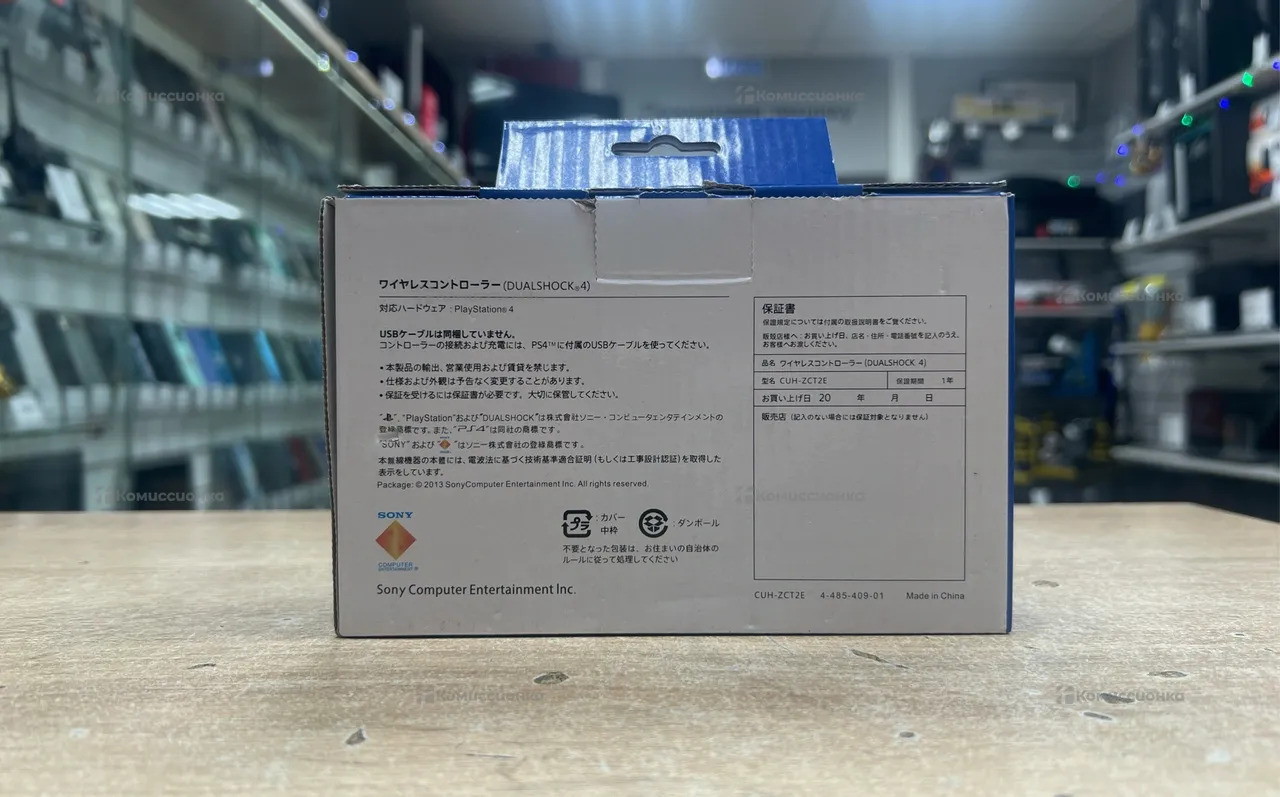 ワイヤレスコントローラー (DUALSHOCK®4)
対応ハードウェア : PlayStation®4
USBケーブルは同梱していません。
コントローラーの接続および充電には、PS4™に付属のUSBケーブルを使ってください。
• 本製品の輸出、営業使用および賃貸を禁じます。
• 仕様および外観は予告なく変更することがあります。
• 保証を受けるには保証書が必要です。大切に保管してください。
" ", "PlayStation"および"DUALSHOCK"は株式会社ソニー・コンピュータエンタテインメントの
登録商標です。また、"PS4"は同社の商標です。
"SONY" および " "はソニー株式会社の登録商標です。
本無線機器の本書には、電波法に基づく技術基準適合証明 (もしくは工事設計認証) を取得した
表示をしています。
Package: © 2013 SonyComputer Entertainment Inc. All rights reserved.
SONY
COMPUTER
ENTERTAINMENT®
プラ : カバー
中枠
: ダンボール
不要となった包装は、お住まいの自治体の
ルールに従って処理してください
Sony Computer Entertainment Inc.
保証書
保証規定については付属の取扱説明書をご覧ください。
販売店様へ : お買い上げ日、店名・住所・電話番号を記入のうえ、
お客様へお渡しください。
品名 ワイヤレスコントローラー (DUALSHOCK 4)
型名 CUH-ZCT2E 保証期間 1年
お買い上げ日 20 年 月 日
販売店 (記入のない場合には保証対象となりません)
CUH-ZCT2E 4-485-409-01 Made in China
Комиссионка
Комиссионка
Комиссионка
Комиссионка
Комиссионка
Комиссионка
Комиссионка
Комиссионка